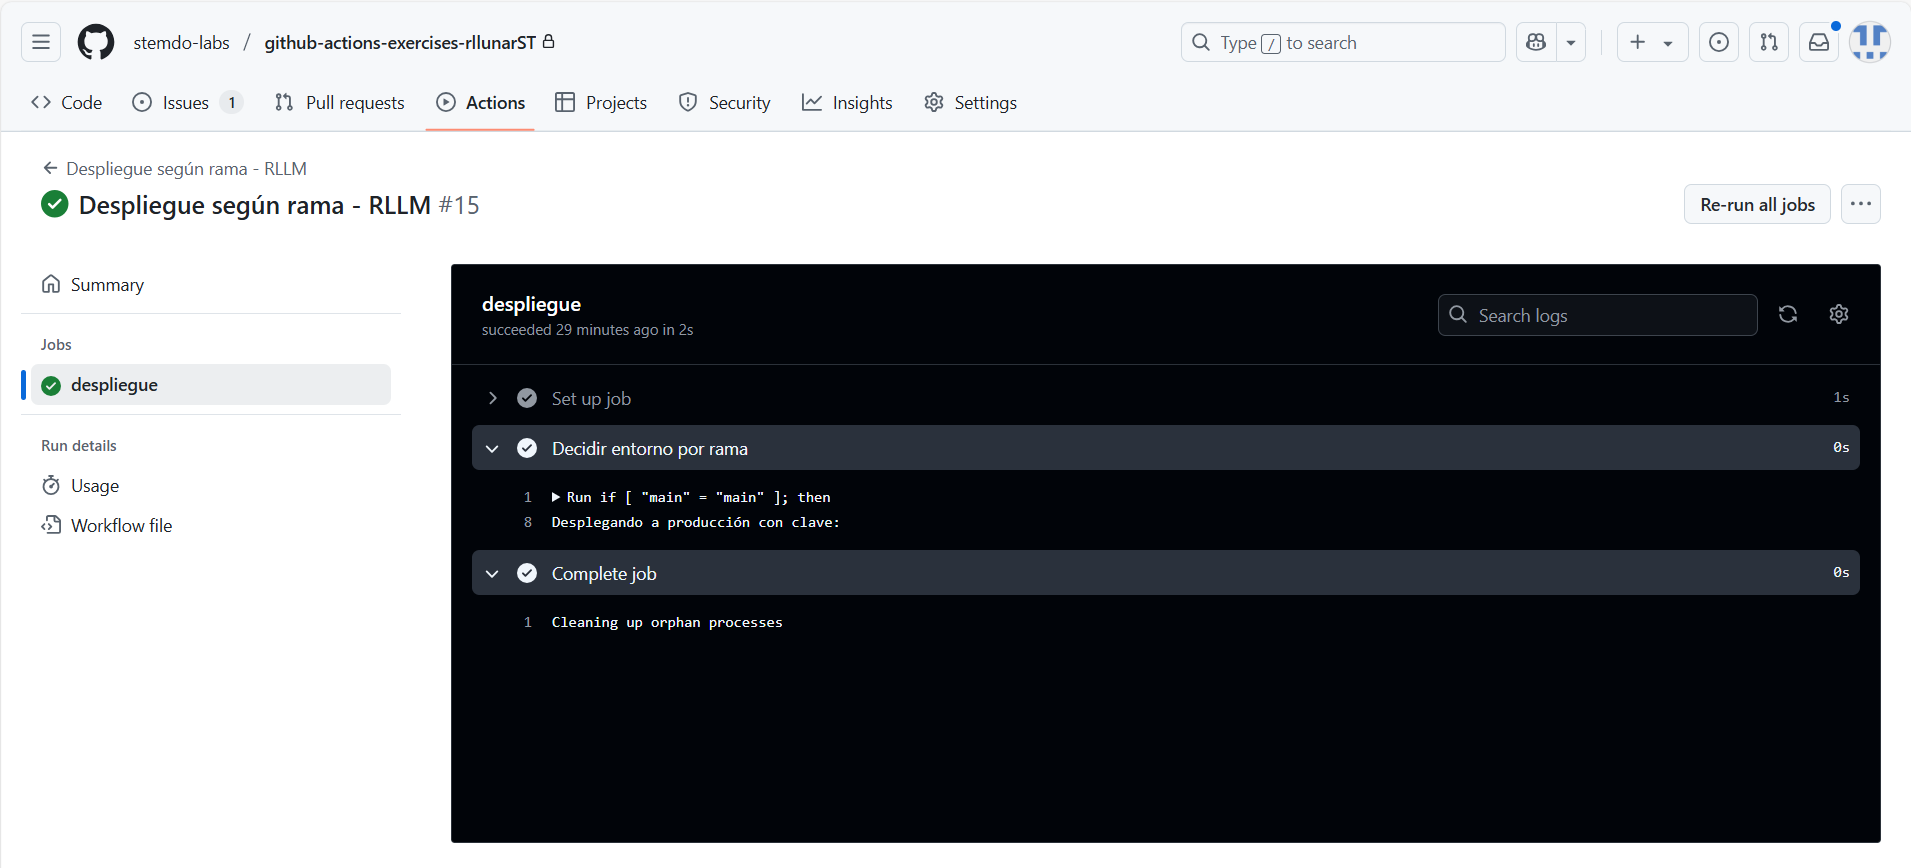 stemdo-labs / github-actions-exercises-rllunarST
Type / to search
Code
Issues 1
Pull requests
Actions
Projects
Security
Insights
Settings
Despliegue según rama - RLLM
Despliegue según rama - RLLM #15
Re-run all jobs
Summary
Jobs
despliegue
Run details
Usage
Workflow file
despliegue
succeeded 29 minutes ago in 2s
Search logs
Set up job 1s
Decidir entorno por rama 0s
1 Run if [ "main" = "main" ]; then
8 Desplegando a producción con clave:
Complete job 0s
1 Cleaning up orphan processes